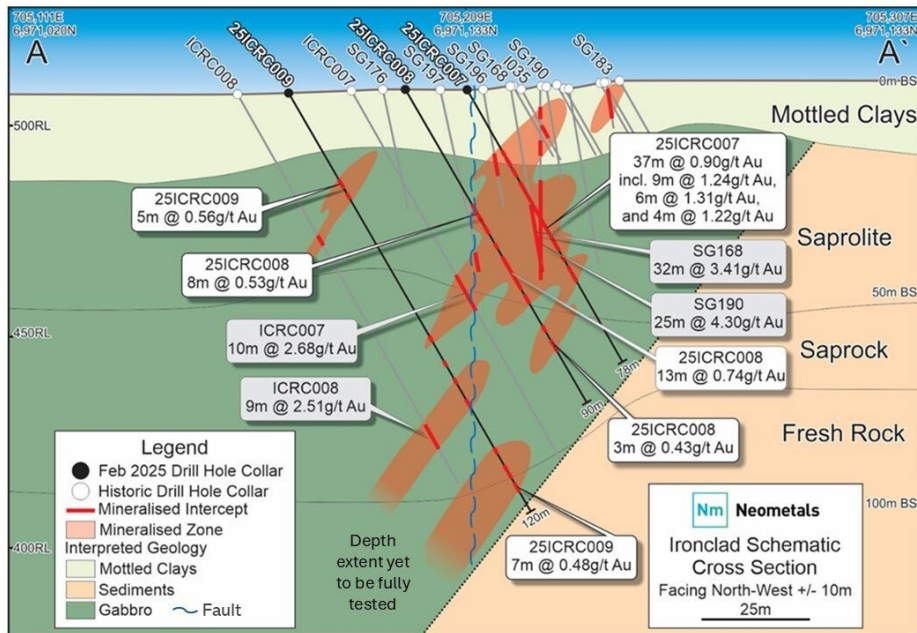 705,111E
6,971,020N
705,209E
6,971,133N
705,307E
6,971,133N
A
A`
ICRC008
25ICRC009
ICRC007
SG176
25ICRC008
SG197
SG196
25ICRC007
SG168
I035
SG190
SG183
0m BS
500RL
450RL
400RL
50m BS
100m BS
Mottled Clays
Saprolite
Saprock
Fresh Rock
25ICRC007
37m @ 0.90g/t Au
incl. 9m @ 1.24g/t Au,
6m @ 1.31g/t Au,
and 4m @ 1.22g/t Au
25ICRC009
5m @ 0.56g/t Au
25ICRC008
8m @ 0.53g/t Au
SG168
32m @ 3.41g/t Au
SG190
25m @ 4.30g/t Au
ICRC007
10m @ 2.68g/t Au
25ICRC008
13m @ 0.74g/t Au
ICRC008
9m @ 2.51g/t Au
25ICRC008
3m @ 0.43g/t Au
25ICRC009
7m @ 0.48g/t Au
78m
90m
120m
Depth
extent yet
to be fully
tested
Legend
Feb 2025 Drill Hole Collar
Historic Drill Hole Collar
Mineralised Intercept
Mineralised Zone
Interpreted Geology
Mottled Clays
Sediments
Gabbro
Fault
Nm Neometals
Ironclad Schematic
Cross Section
Facing North-West +/- 10m
25m